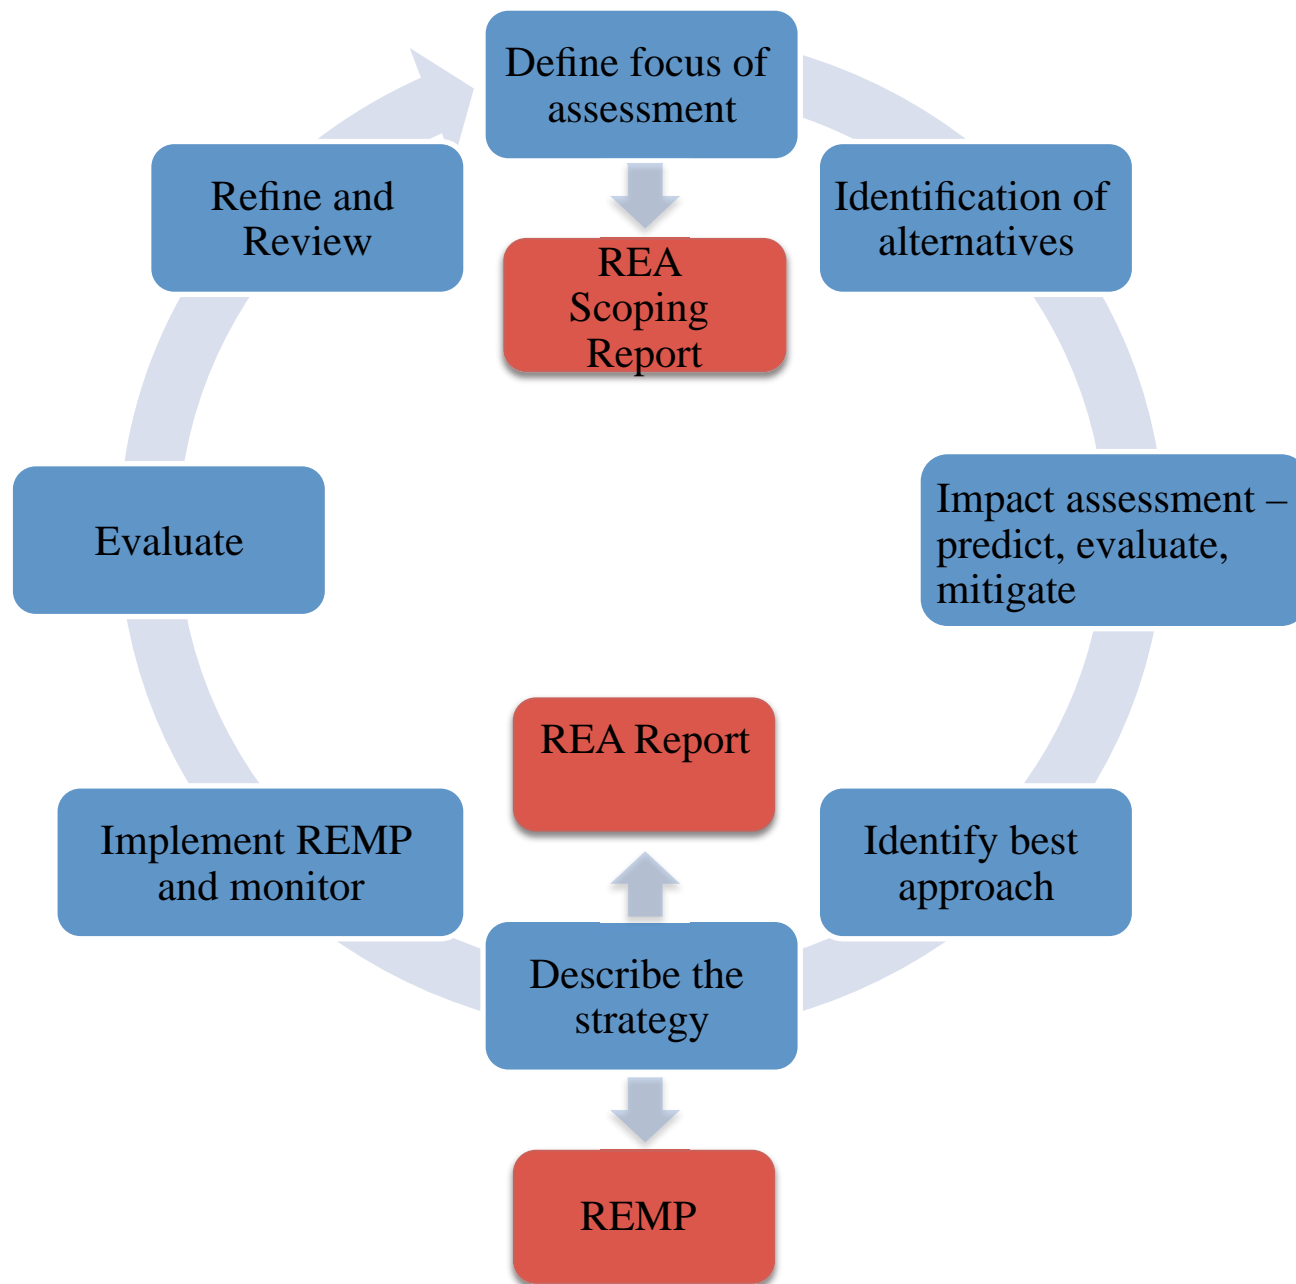 Define focus of
assessment
Identification of
alternatives
Impact assessment –
predict, evaluate,
mitigate
Identify best
approach
Describe the
strategy
Implement REMP
and monitor
Evaluate
Refine and
Review
REA
Scoping
Report
REA Report
REMP